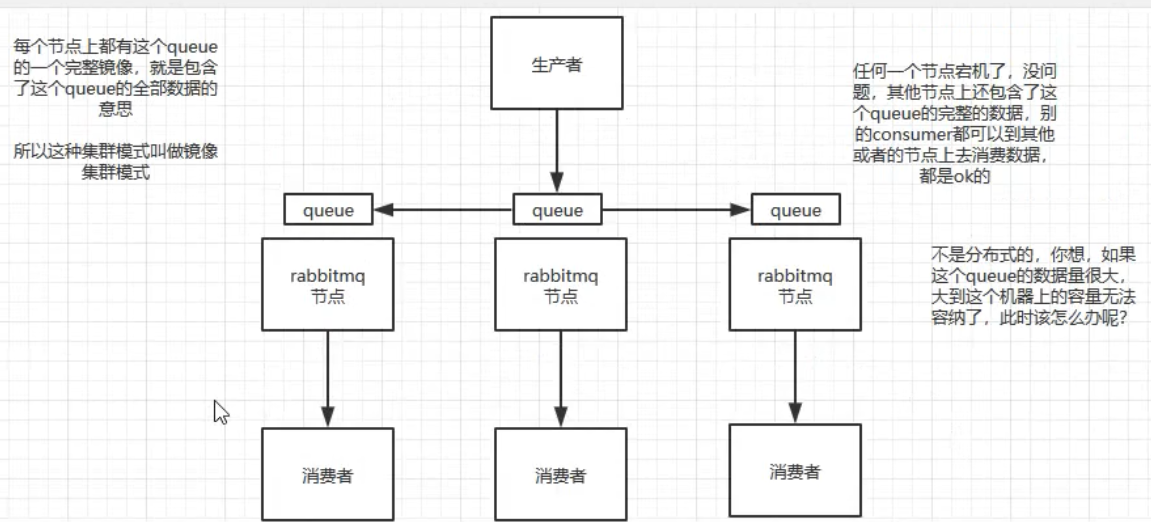 每个节点上都有这个queue
的一个完整镜像，就是包含
了这个queue的全部数据的
意思
所以这种集群模式叫做镜像
集群模式
生产者
任何一个节点宕机了，没问
题，其他节点上还包含了这
个queue的完整的数据，别
的consumer都可以到其他
或者的节点上去消费数据，
都是ok的
queue
queue
queue
rabbitmq
节点
rabbitmq
节点
rabbitmq
节点
不是分布式的，你想，如果
这个queue的数据量很大，
大到这个机器上的容量无法
容纳了，此时该怎么办呢？
消费者
消费者
消费者